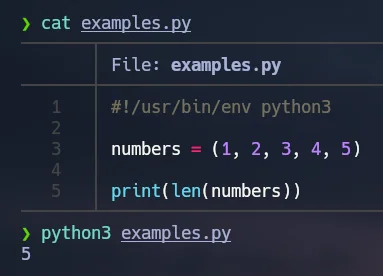 ❯ cat examples.py
File: examples.py
1 #!/usr/bin/env python3
2
3 numbers = (1, 2, 3, 4, 5)
4
5 print(len(numbers))
❯ python3 examples.py
5